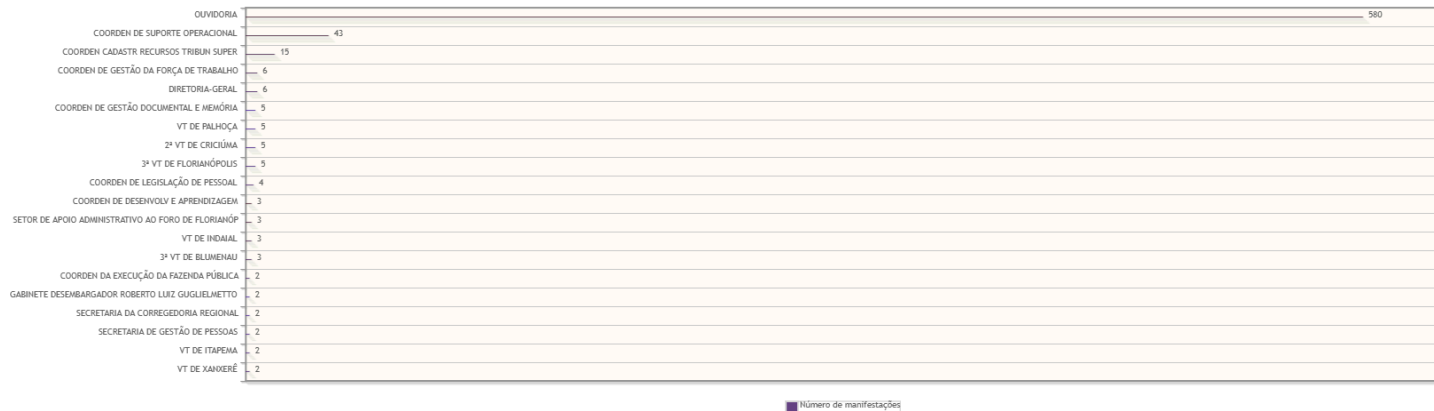 OUVIDORIA 580
COORDEN DE SUPORTE OPERACIONAL 43
COORDEN CADASTR RECURSOS TRIBUN SUPER 15
COORDEN DE GESTÃO DA FORÇA DE TRABALHO 6
DIRETORIA-GERAL 6
COORDEN DE GESTÃO DOCUMENTAL E MEMÓRIA 5
VT DE PALHOÇA 5
2ª VT DE CRICIÚMA 5
3ª VT DE FLORIANÓPOLIS 5
COORDEN DE LEGISLAÇÃO DE PESSOAL 4
COORDEN DE DESENVOLV E APRENDIZAGEM 3
SETOR DE APOIO ADMINISTRATIVO AO FORO DE FLORIANÓP 3
VT DE INDAIAL 3
3ª VT DE BLUMENAU 3
COORDEN DA EXECUÇÃO DA FAZENDA PÚBLICA 2
GABINETE DESEMBARGADOR ROBERTO LUIZ GUGLIELMETTO 2
SECRETARIA DA CORREGEDORIA REGIONAL 2
SECRETARIA DE GESTÃO DE PESSOAS 2
VT DE ITAPEMA 2
VT DE XANXERÊ 2
Número de manifestações